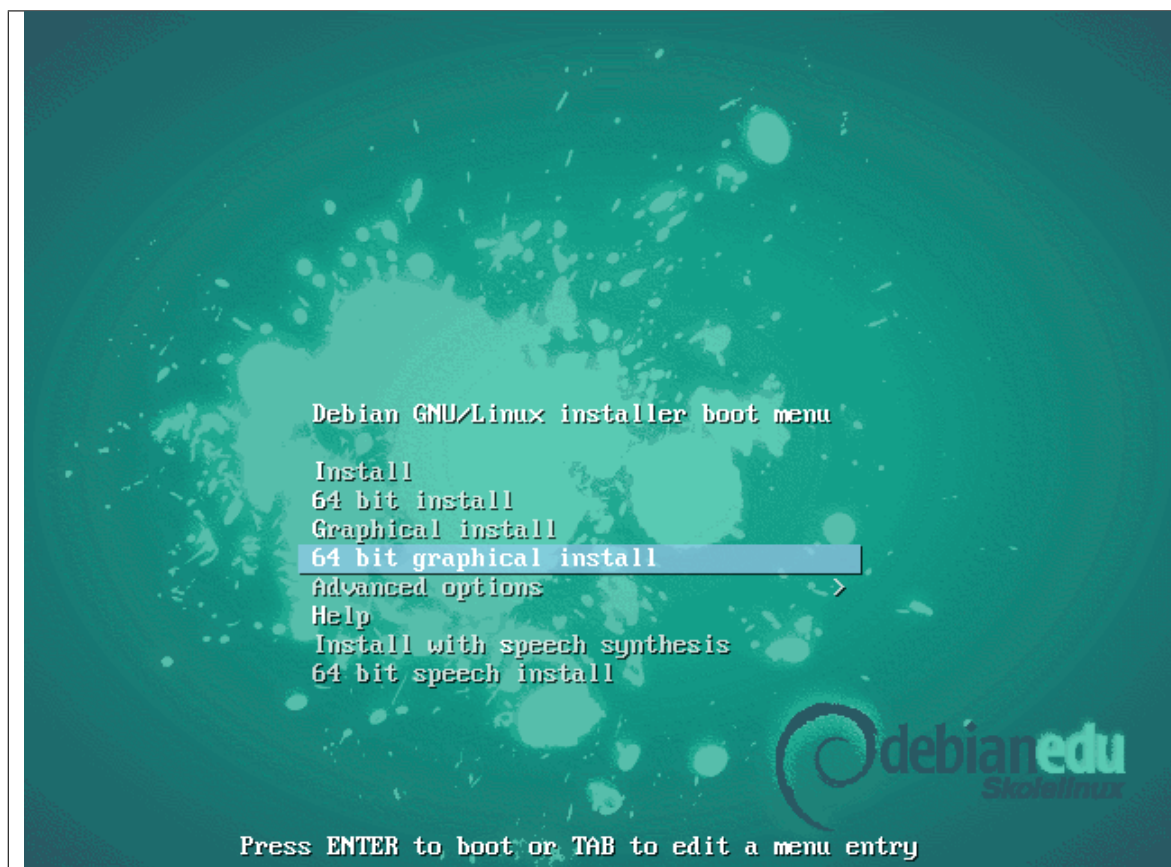 Debian GNU/Linux installer boot menu
Install
64 bit install
Graphical install
64 bit graphical install
Advanced options >
Help
Install with speech synthesis
64 bit speech install
debianedu
Skolelinux
Press ENTER to boot or TAB to edit a menu entry